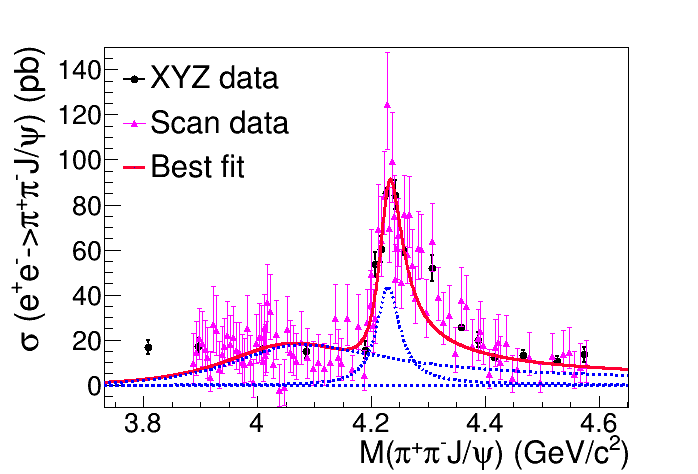 σ (e⁺e⁻->π⁺π⁻J/ψ) (pb)
140
120
100
80
60
40
20
0
XYZ data
Scan data
Best fit
3.8 4 4.2 4.4 4.6
M(π⁺π⁻J/ψ) (GeV/c²)